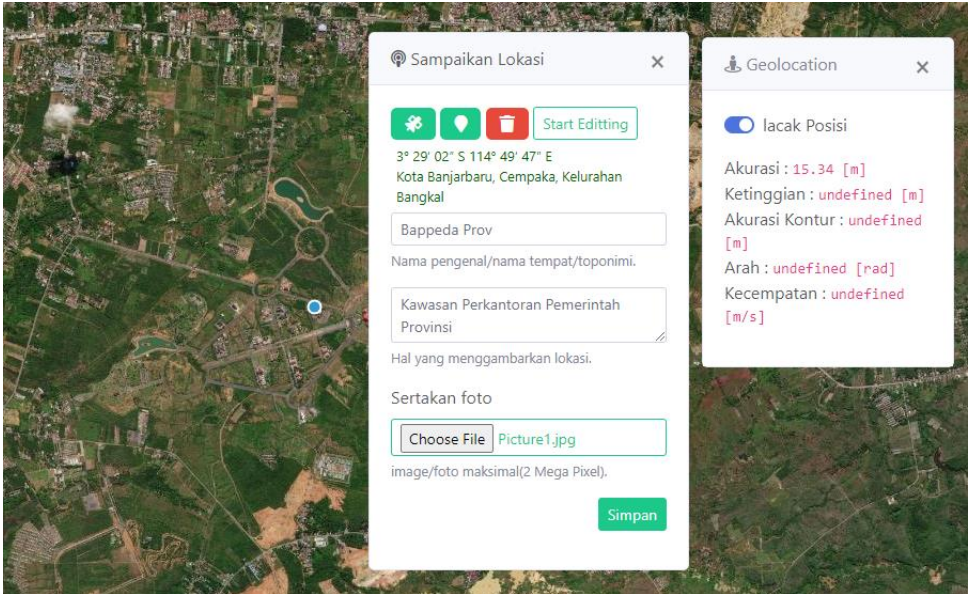 Sampaikan Lokasi
Start Editting
3° 29' 02" S 114° 49' 47" E
Kota Banjarbaru, Cempaka, Kelurahan
Bangkal
Bappeda Prov
Nama pengenal/nama tempat/toponimi.
Kawasan Perkantoran Pemerintah
Provinsi
Hal yang menggambarkan lokasi.
Sertakan foto
Choose File Picture1.jpg
image/foto maksimal(2 Mega Pixel).
Simpan
Geolocation
lacak Posisi
Akurasi : 15.34 [m]
Ketinggian : undefined [m]
Akurasi Kontur : undefined
[m]
Arah : undefined [rad]
Kecempatan : undefined
[m/s]